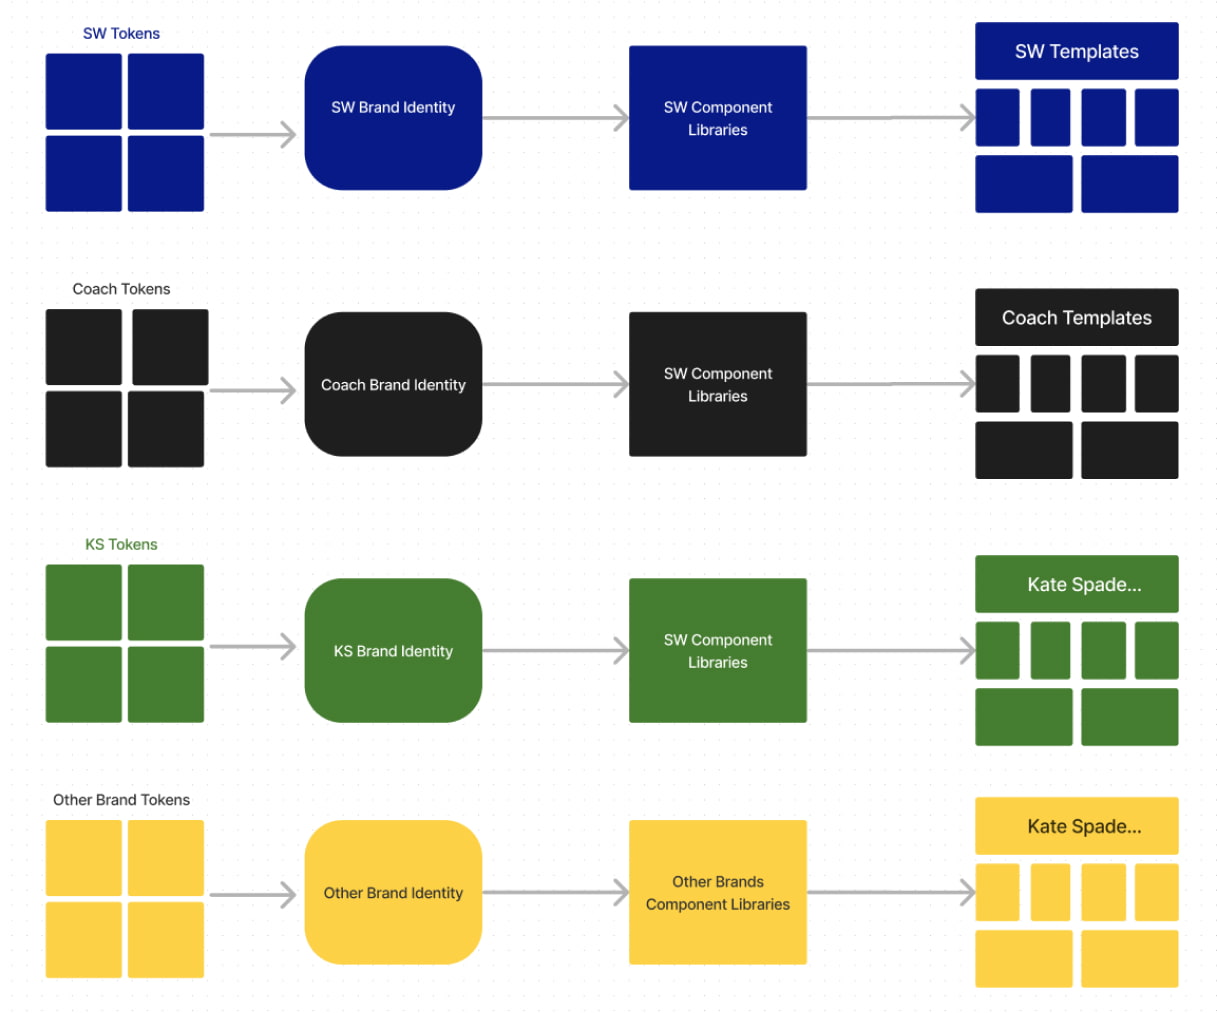 SW Tokens
SW Brand Identity
SW Component
Libraries
SW Templates
Coach Tokens
Coach Brand Identity
SW Component
Libraries
Coach Templates
KS Tokens
KS Brand Identity
SW Component
Libraries
Kate Spade...
Other Brand Tokens
Other Brand Identity
Other Brands
Component Libraries
Kate Spade...